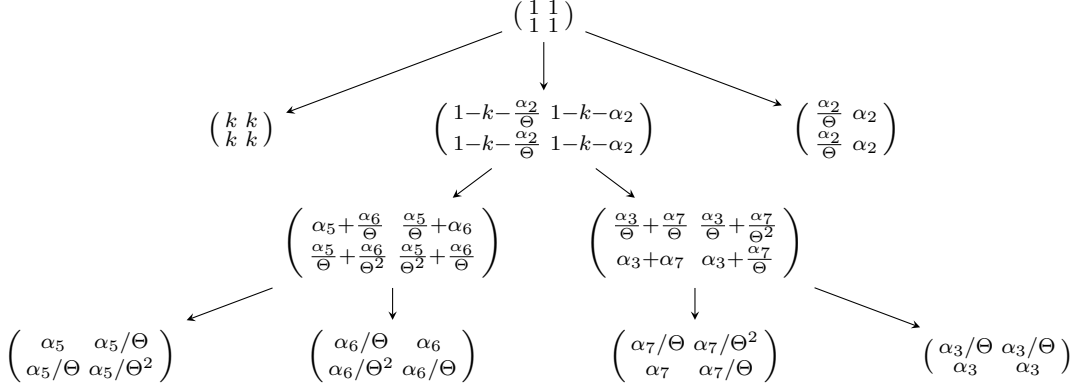 ( 1 1 )
( 1 1 )
( k k )
( k k )
( 1−k−α₂/Θ 1−k−α₂ )
( 1−k−α₂/Θ 1−k−α₂ )
( α₂/Θ α₂ )
( α₂/Θ α₂ )
( α₅+α₆/Θ α₅/Θ+α₆ )
( α₅/Θ+α₆/Θ² α₅/Θ²+α₆/Θ )
( α₃/Θ+α₇/Θ α₃/Θ+α₇/Θ² )
( α₃+α₇ α₃+α₇/Θ )
( α₅ α₅/Θ )
( α₅/Θ α₅/Θ² )
( α₆/Θ α₆ )
( α₆/Θ² α₆/Θ )
( α₇/Θ α₇/Θ² )
( α₇ α₇/Θ )
( α₃/Θ α₃/Θ )
( α₃ α₃ )